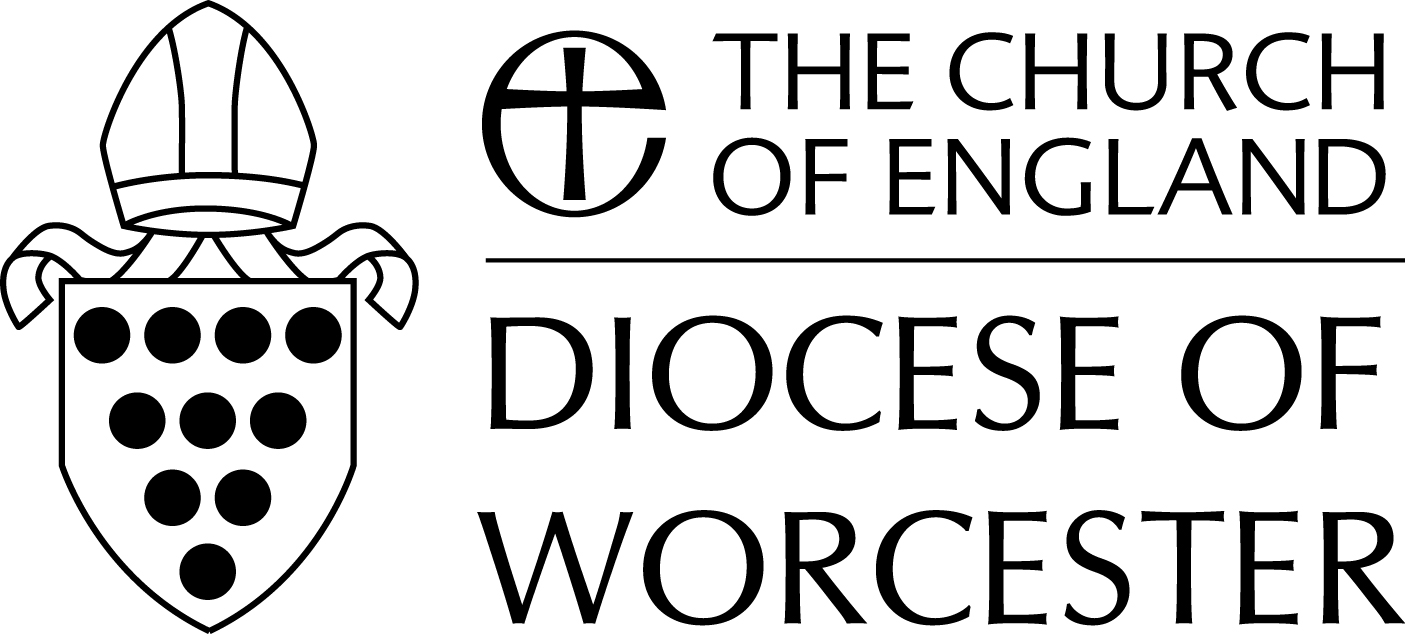 THE CHURCH
OF ENGLAND
DIOCESE OF
WORCESTER